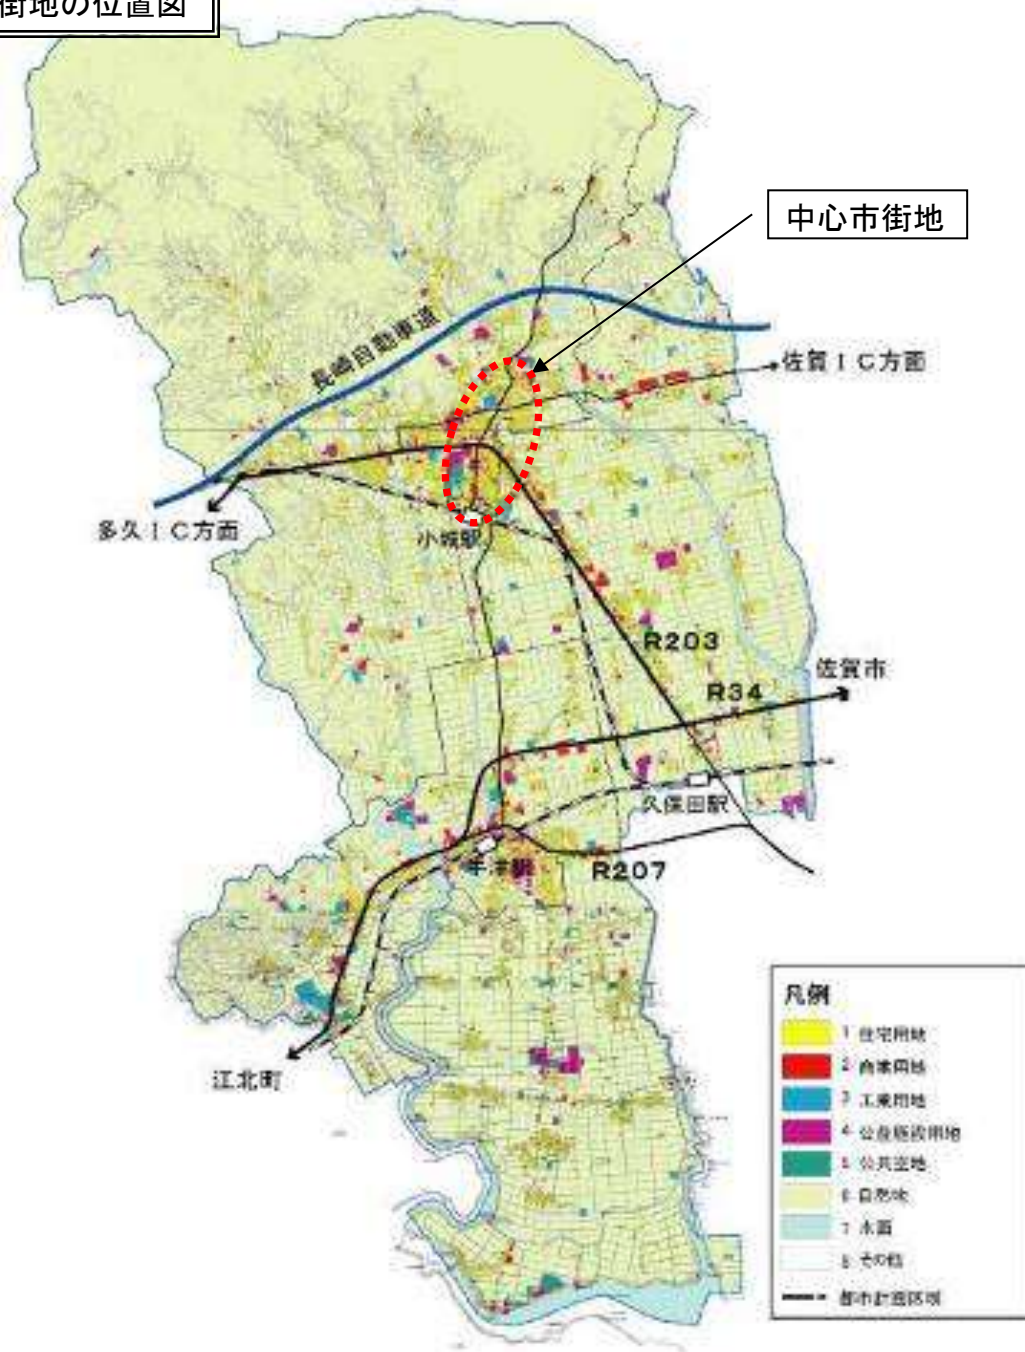 街地の位置図
中心市街地
長崎自動車道
佐賀IC方面
多久IC方面
小城駅
R203
佐賀市
R34
久保田駅
牛津駅
R207
江北町
凡例
1 住宅用地
2 商業用地
3 工業用地
4 公益施設用地
5 公共空地
6 自然地
7 水面
8 その他
都市計画区域